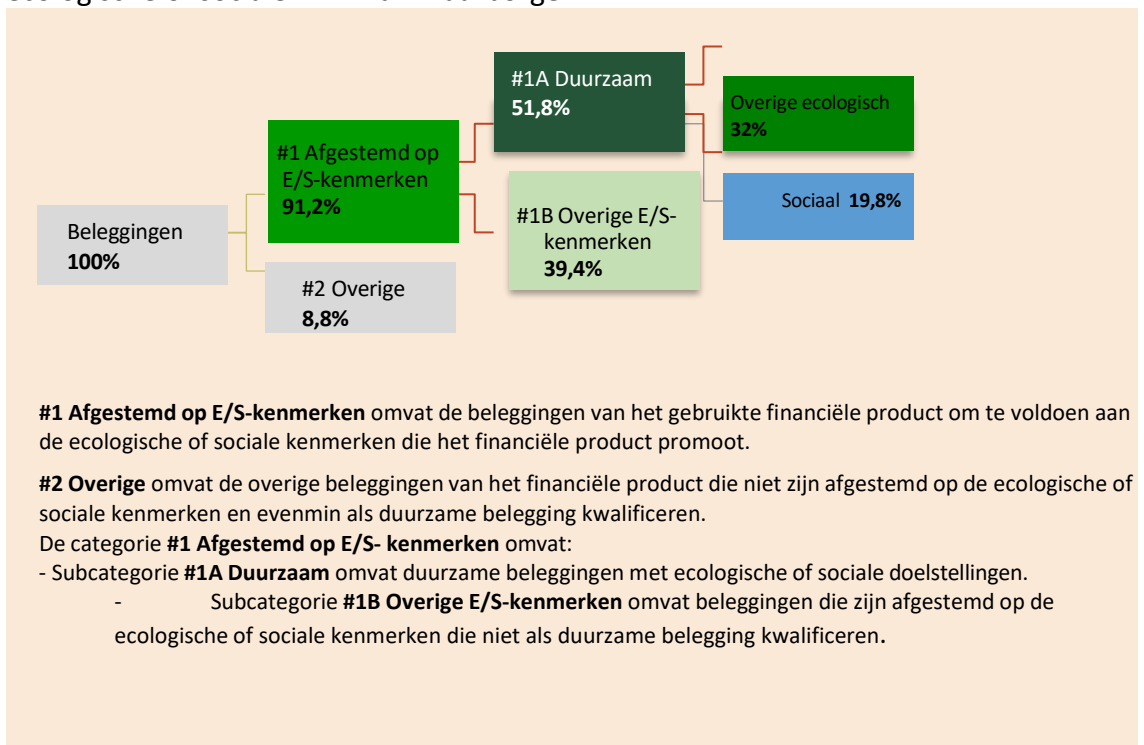 #1A Duurzaam
51,8%
Overige ecologisch
32%
#1 Afgestemd op
E/S-kenmerken
91,2%
Sociaal 19,8%
#1B Overige E/S-
kenmerken
39,4%
Beleggingen
100%
#2 Overige
8,8%
#1 Afgestemd op E/S-kenmerken omvat de beleggingen van het gebruikte financiële product om te voldoen aan
de ecologische of sociale kenmerken die het financiële product promoot.
#2 Overige omvat de overige beleggingen van het financiële product die niet zijn afgestemd op de ecologische of
sociale kenmerken en evenmin als duurzame belegging kwalificeren.
De categorie #1 Afgestemd op E/S- kenmerken omvat:
- Subcategorie #1A Duurzaam omvat duurzame beleggingen met ecologische of sociale doelstellingen.
- Subcategorie #1B Overige E/S-kenmerken omvat beleggingen die zijn afgestemd op de
ecologische of sociale kenmerken die niet als duurzame belegging kwalificeren.